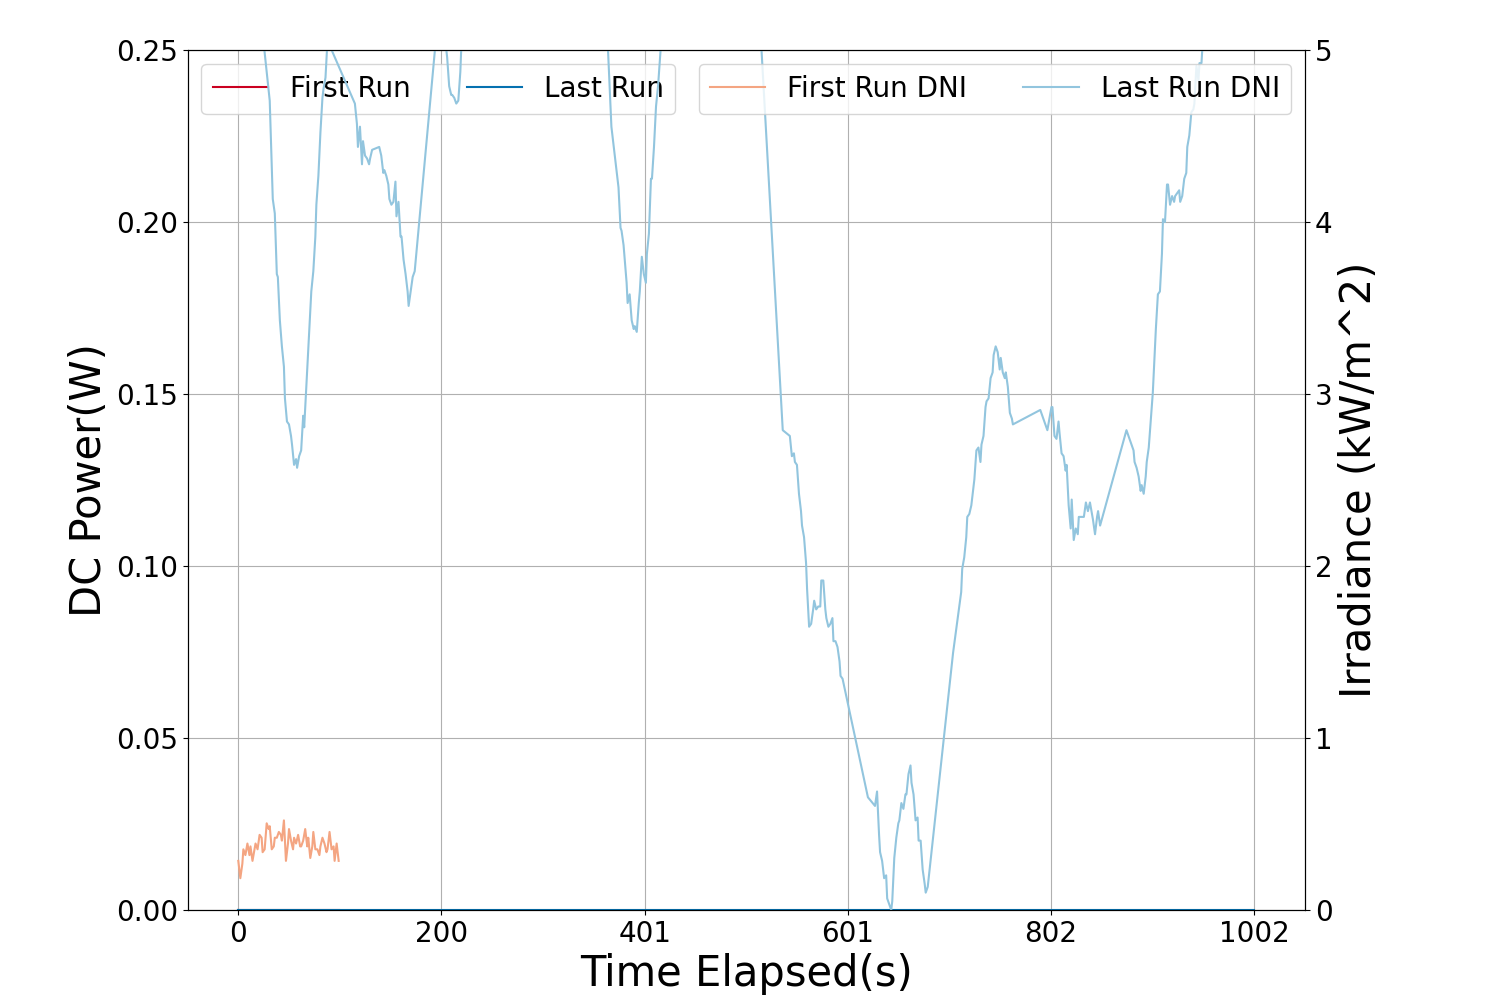 0.25
0.20
0.15
0.10
0.05
0.00
DC Power(W)
First Run
Last Run
First Run DNI
Last Run DNI
5
4
3
2
1
0
Irradiance (kW/m^2)
0
200
401
601
802
1002
Time Elapsed(s)